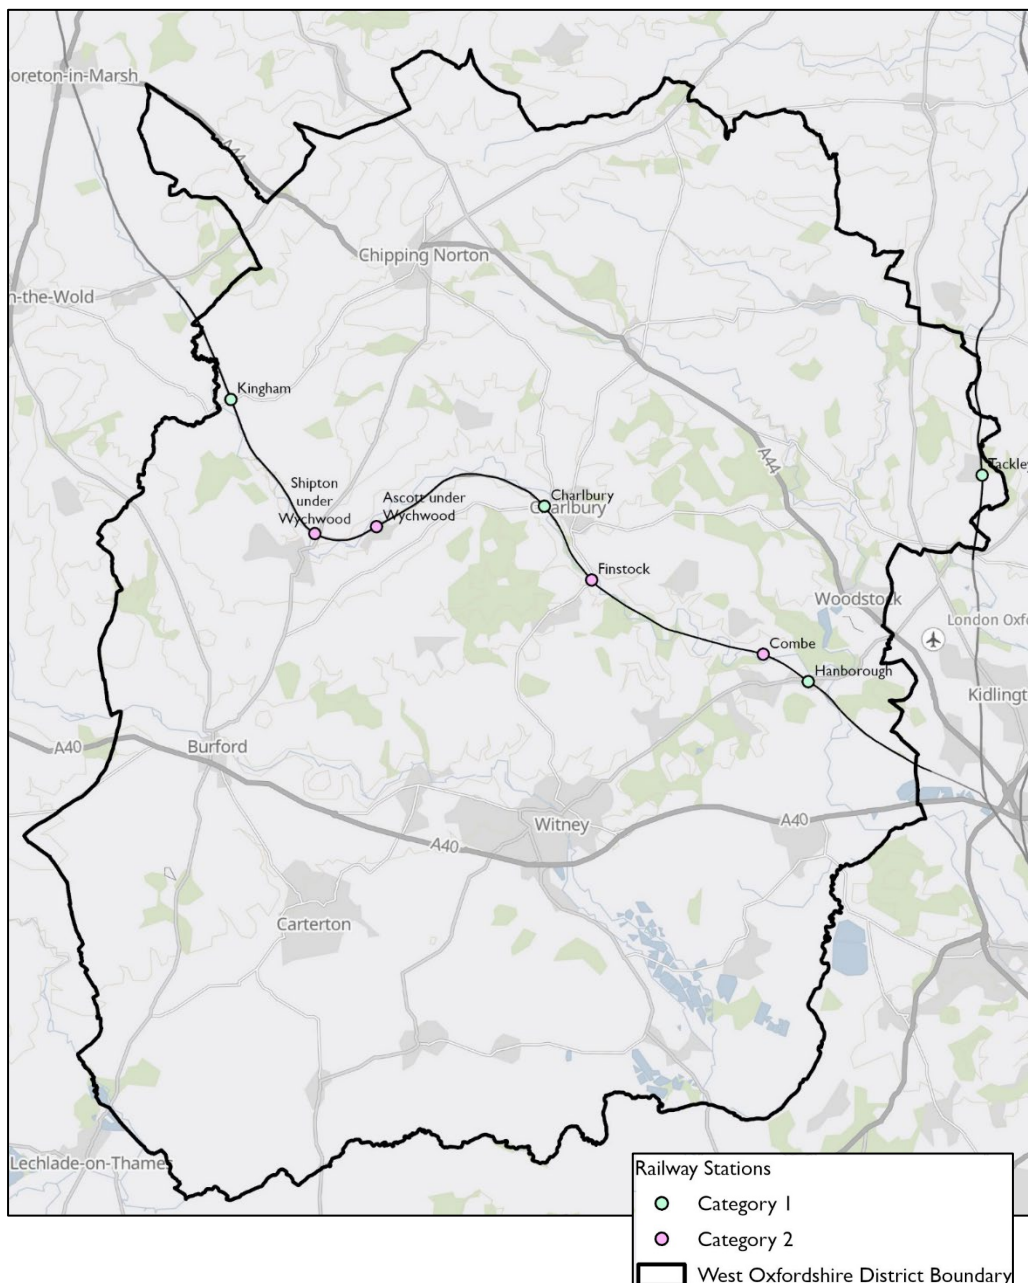 oreton-in-Marsh
A44
Chipping Norton
n-the-Wold
Kingham
A44
Tackley
Shipton
under
Wychwood
Ascott under
Wychwood
Charlbury
Charlbury
Finstock
Woodstock
London Oxfo
Combe
Hanborough
Kidlingt
A40
Burford
A40
Witney
A40
Carterton
Lechlade-on-Thames
Railway Stations
Category 1
Category 2
West Oxfordshire District Boundary